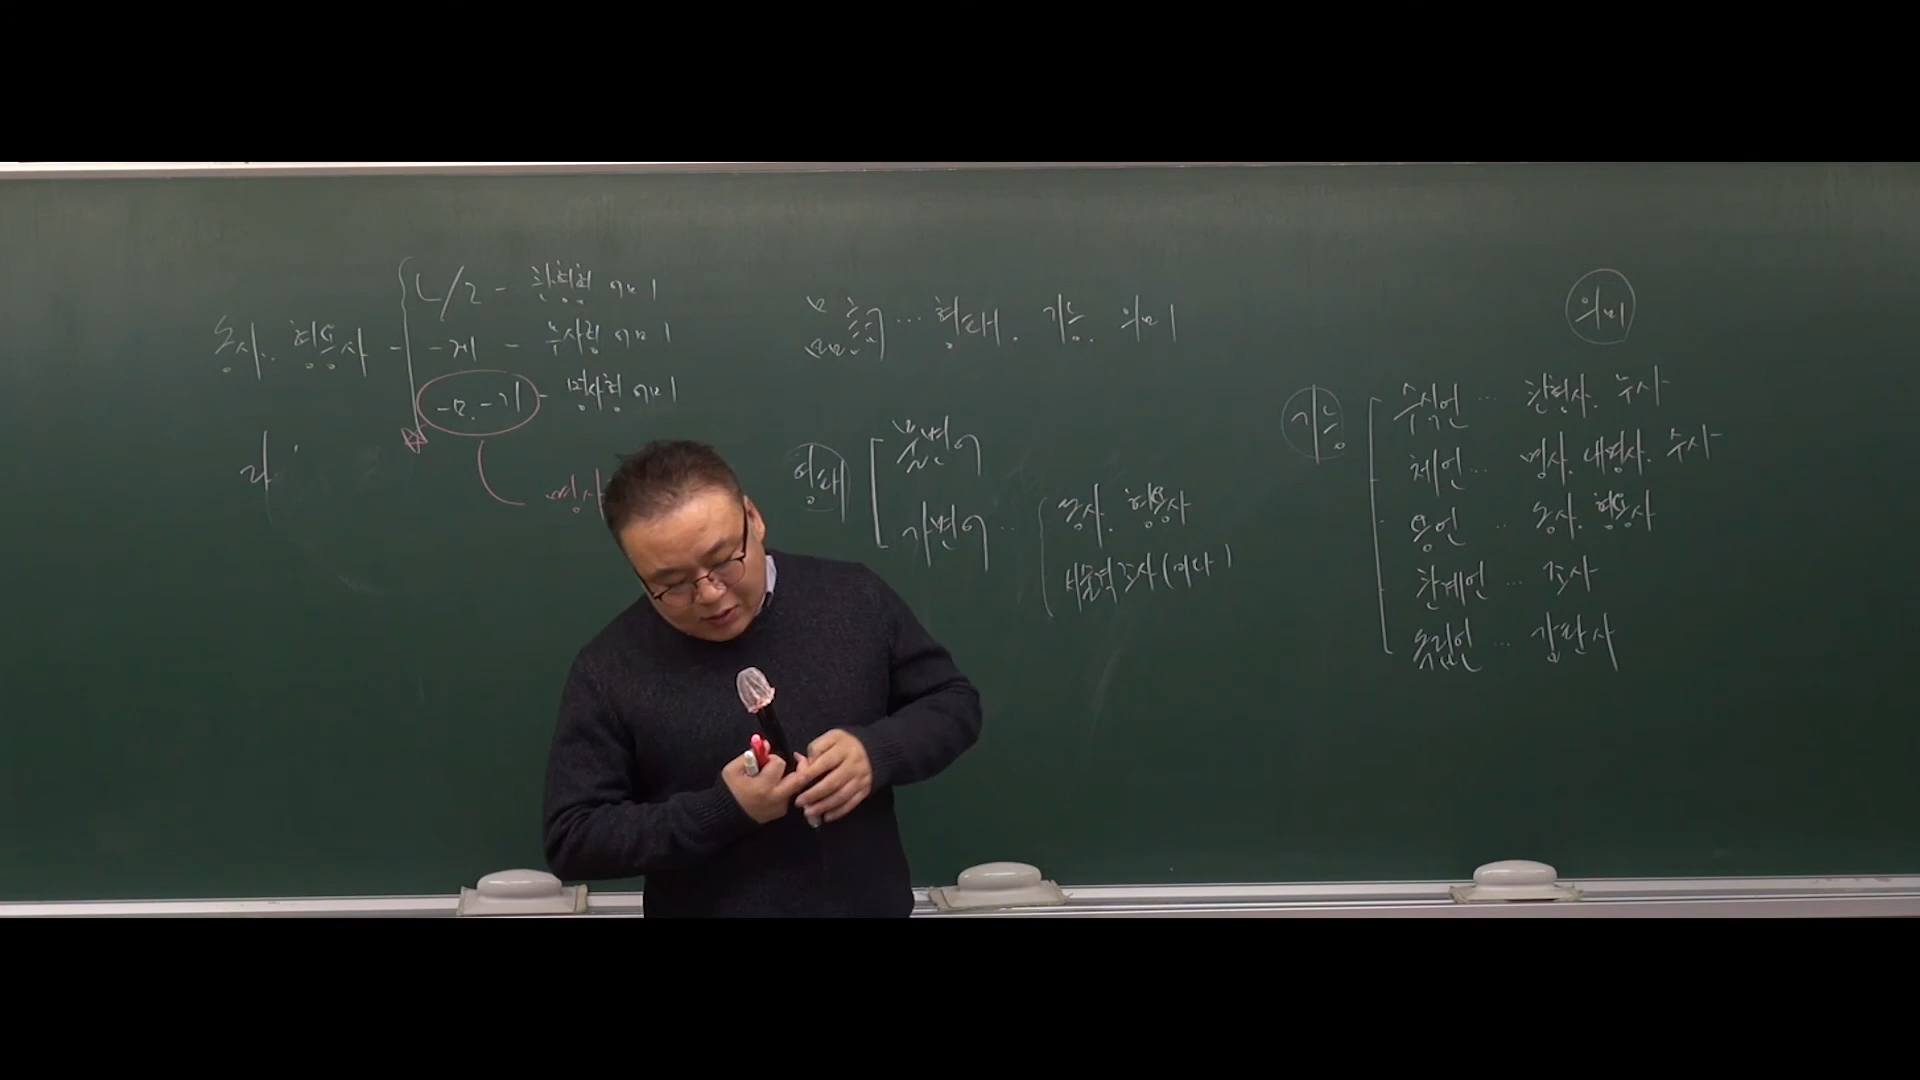 동사. 형용사 -
ㄴ/ㄹ - 관형형 어미
-게 - 부사형 어미
-ㅁ. -기 - 명사형 어미
명사
품사 ... 형태. 기능. 의미
형태
불변어
가변어 ..
동사. 형용사
서술격 조사 (이다)
의미
기능
수식언 ... 관형사. 부사
체언 ... 명사. 대명사. 수사
용언 .. 동사. 형용사
관계언 ... 조사
독립언 ... 감탄사